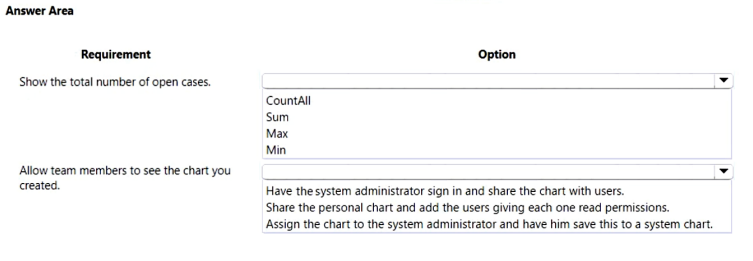 Answer Area
Requirement Option
Show the total number of open cases.
CountAll
Sum
Max
Min
Allow team members to see the chart you
created.
Have the system administrator sign in and share the chart with users.
Share the personal chart and add the users giving each one read permissions.
Assign the chart to the system administrator and have him save this to a system chart.